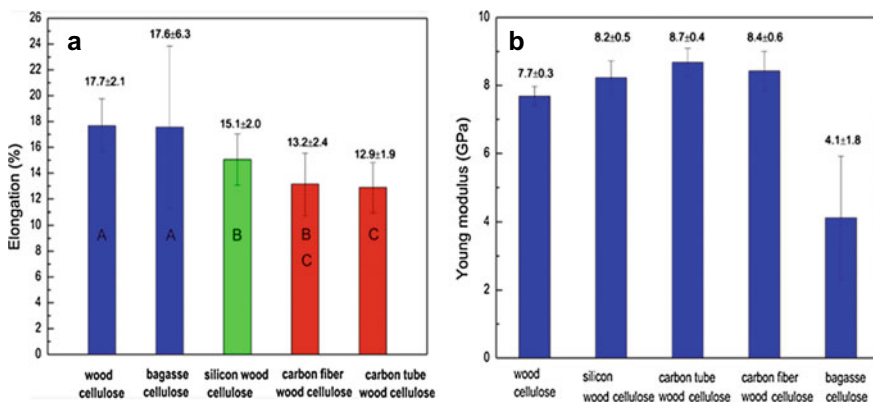 a
Elongation (%)
26
24
22
20
18
16
14
12
10
8
6
4
2
0
17.7±2.1
17.6±6.3
15.1±2.0
13.2±2.4
12.9±1.9
A
A
B
B
C
C
wood
cellulose
bagasse
cellulose
silicon wood
cellulose
carbon fiber
wood cellulose
carbon tube
wood cellulose
b
Young modulus (GPa)
10
8
6
4
2
0
7.7±0.3
8.2±0.5
8.7±0.4
8.4±0.6
4.1±1.8
wood
cellulose
silicon
wood cellulose
carbon tube
wood cellulose
carbon fiber
wood cellulose
bagasse
cellulose